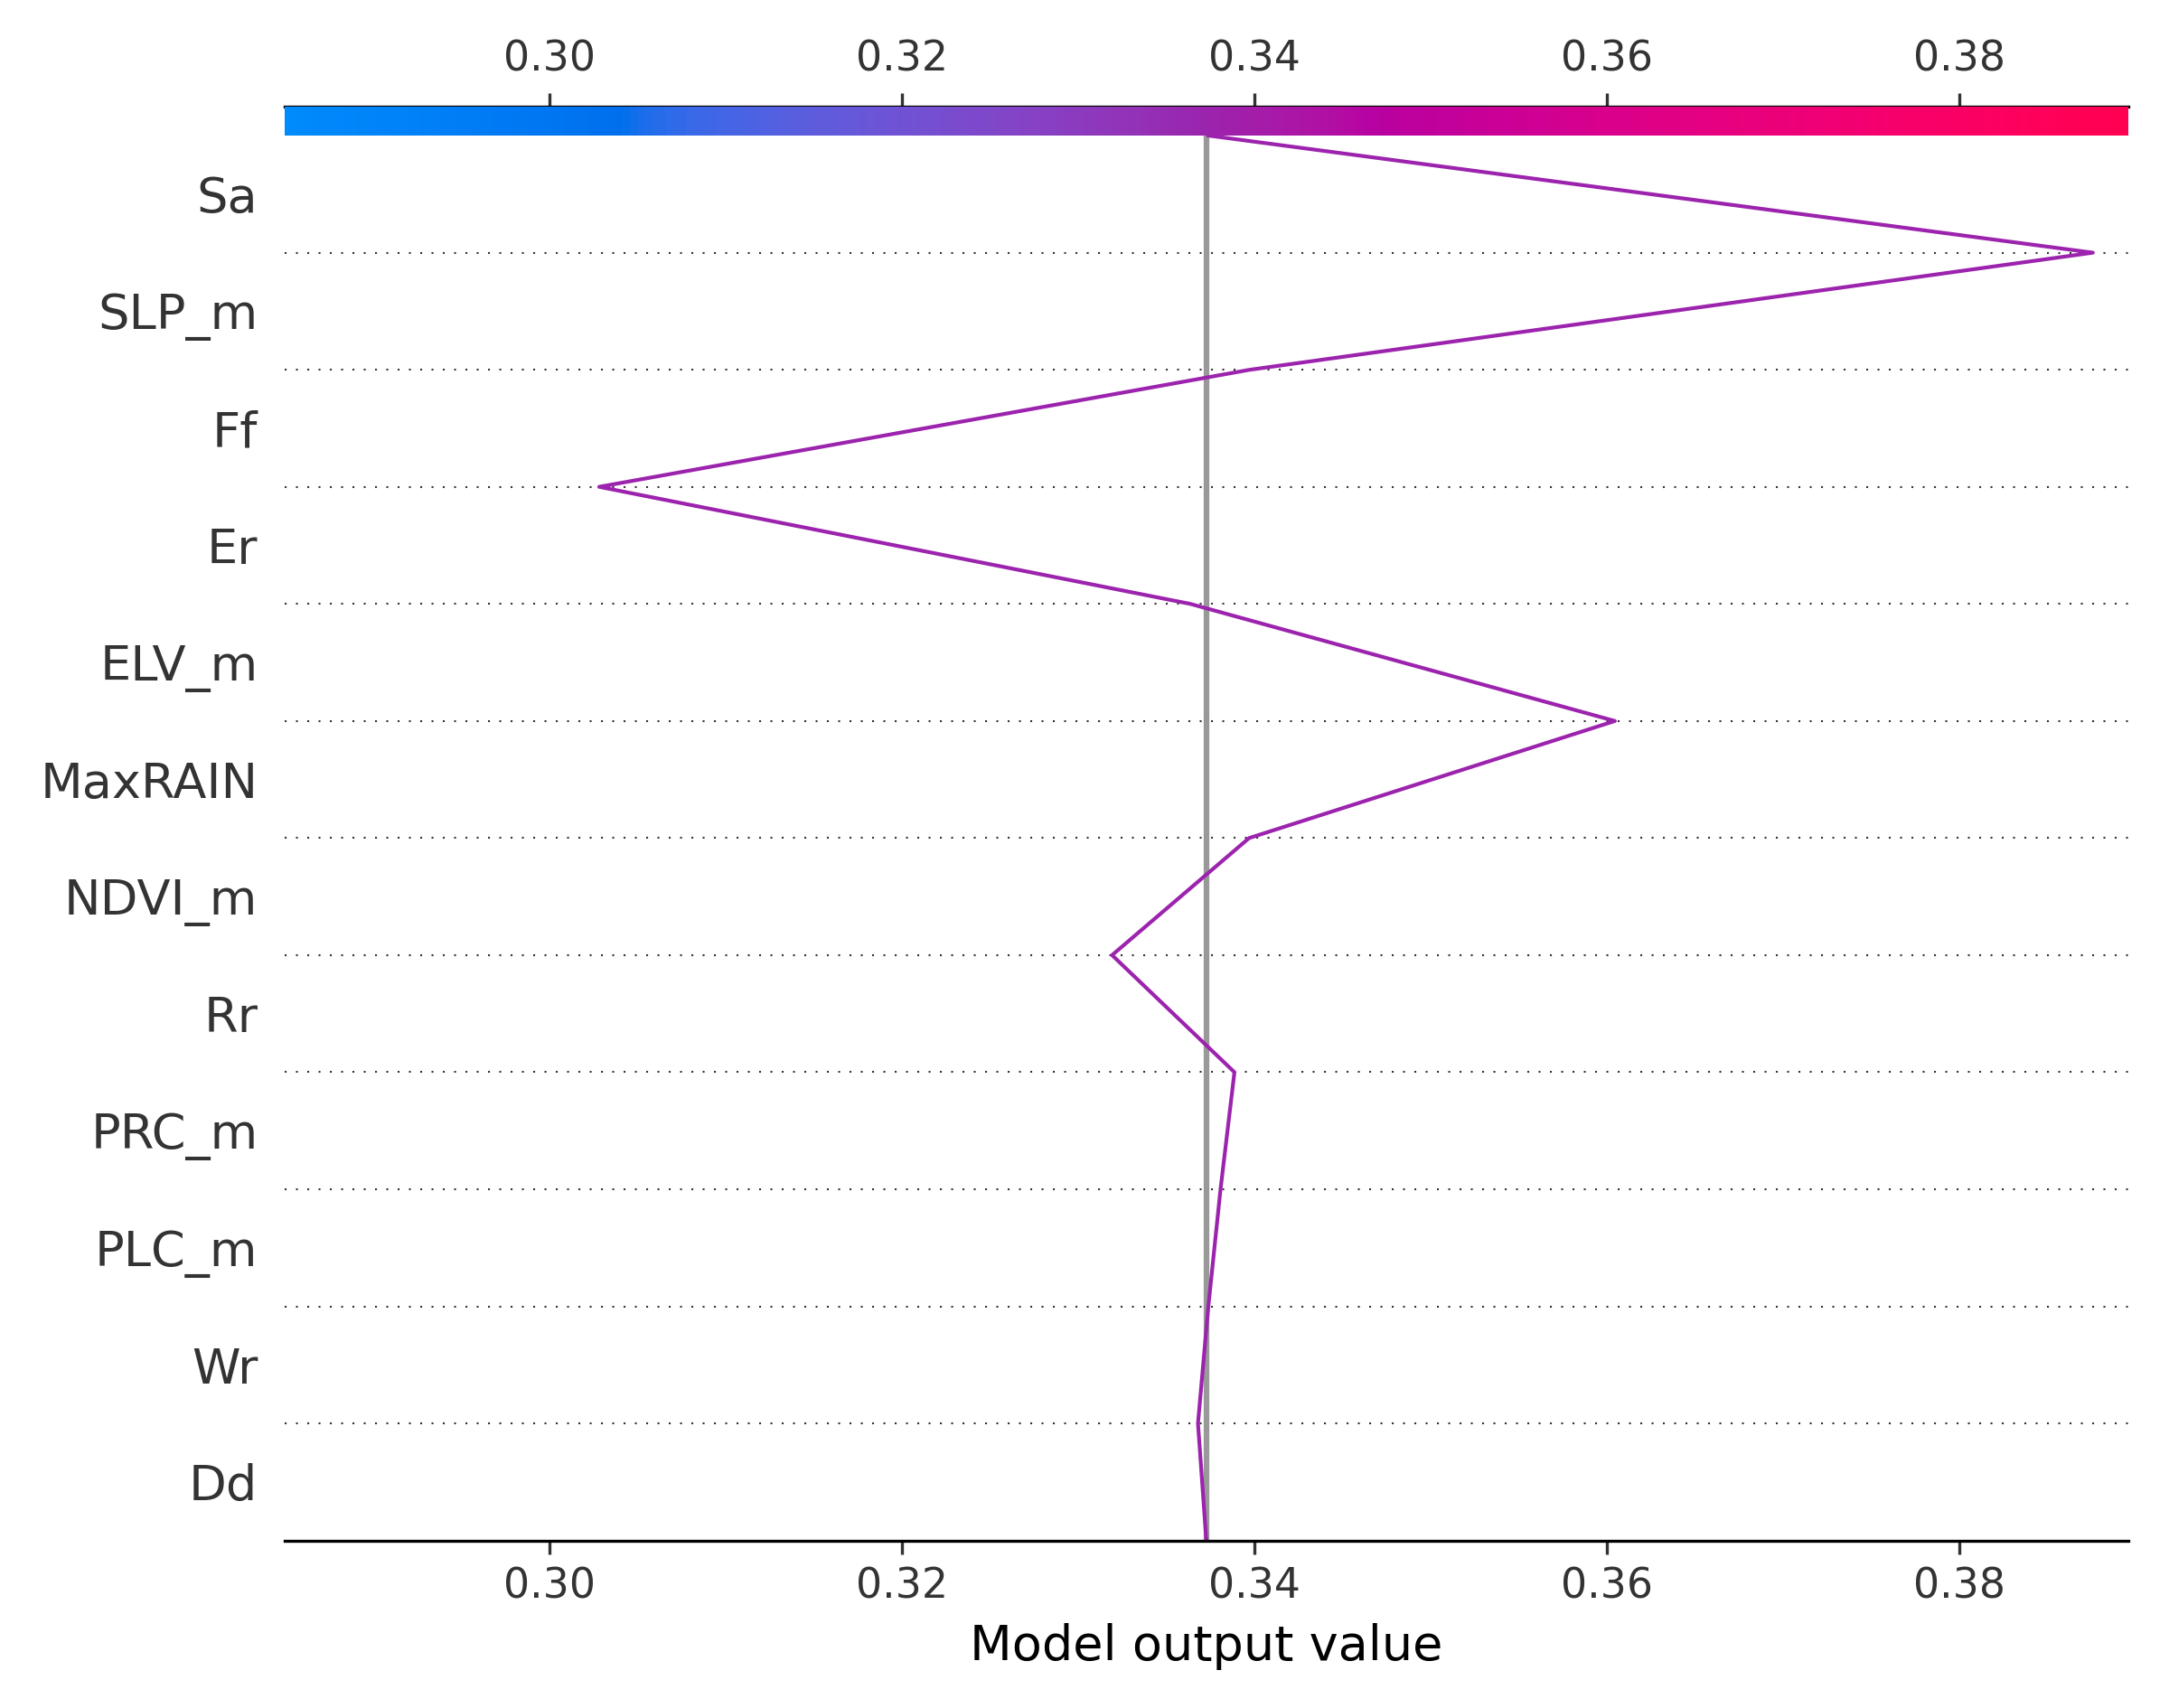 0.30 0.32 0.34 0.36 0.38
Sa
SLP_m
Ff
Er
ELV_m
MaxRAIN
NDVI_m
Rr
PRC_m
PLC_m
Wr
Dd
0.30 0.32 0.34 0.36 0.38
Model output value